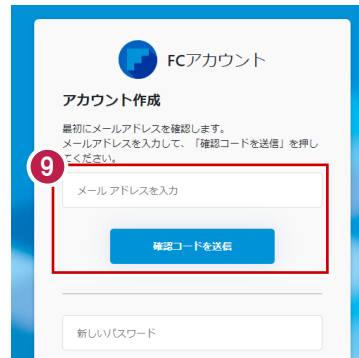 FCアカウント
アカウント作成
最初にメールアドレスを確認します。
メールアドレスを入力して、「確認コードを送信」を押し
てください。
9
メール アドレスを入力
確認コードを送信
新しいパスワード